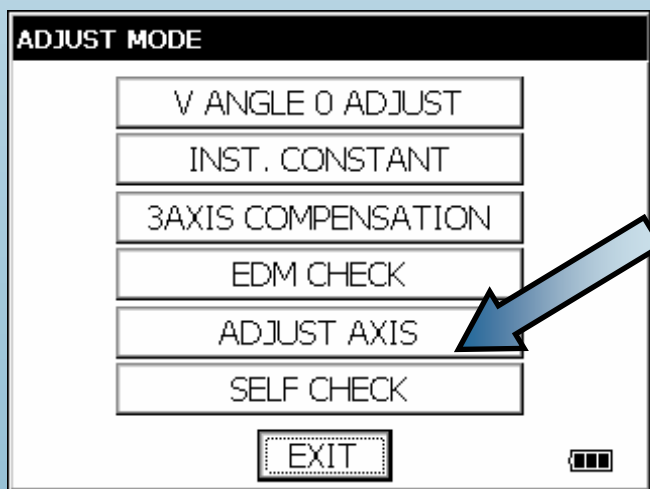 ADJUST MODE
V ANGLE 0 ADJUST
INST. CONSTANT
3AXIS COMPENSATION
EDM CHECK
ADJUST AXIS
SELF CHECK
EXIT